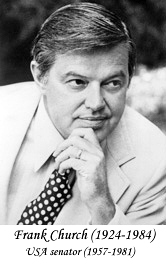 Frank Church (1924-1984)
USA senator (1957-1981)